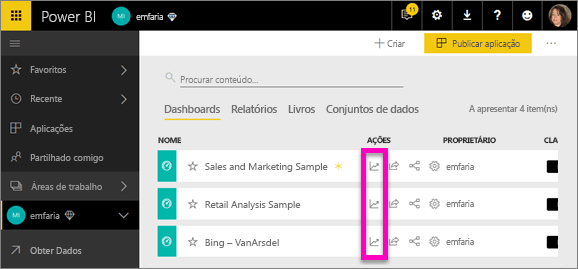 Power BI
MI
emfaria
11
?
+ Criar
Publicar aplicação
...
Favoritos
Recente
Aplicações
Partilhado comigo
Áreas de trabalho
MI
emfaria
Obter Dados
Procurar conteúdo...
Dashboards Relatórios Livros Conjuntos de dados A apresentar 4 item(ns)
NOME AÇÕES PROPRIETÁRIO CLA
Sales and Marketing Sample emfaria
Retail Analysis Sample emfaria
Bing – VanArsdel emfaria